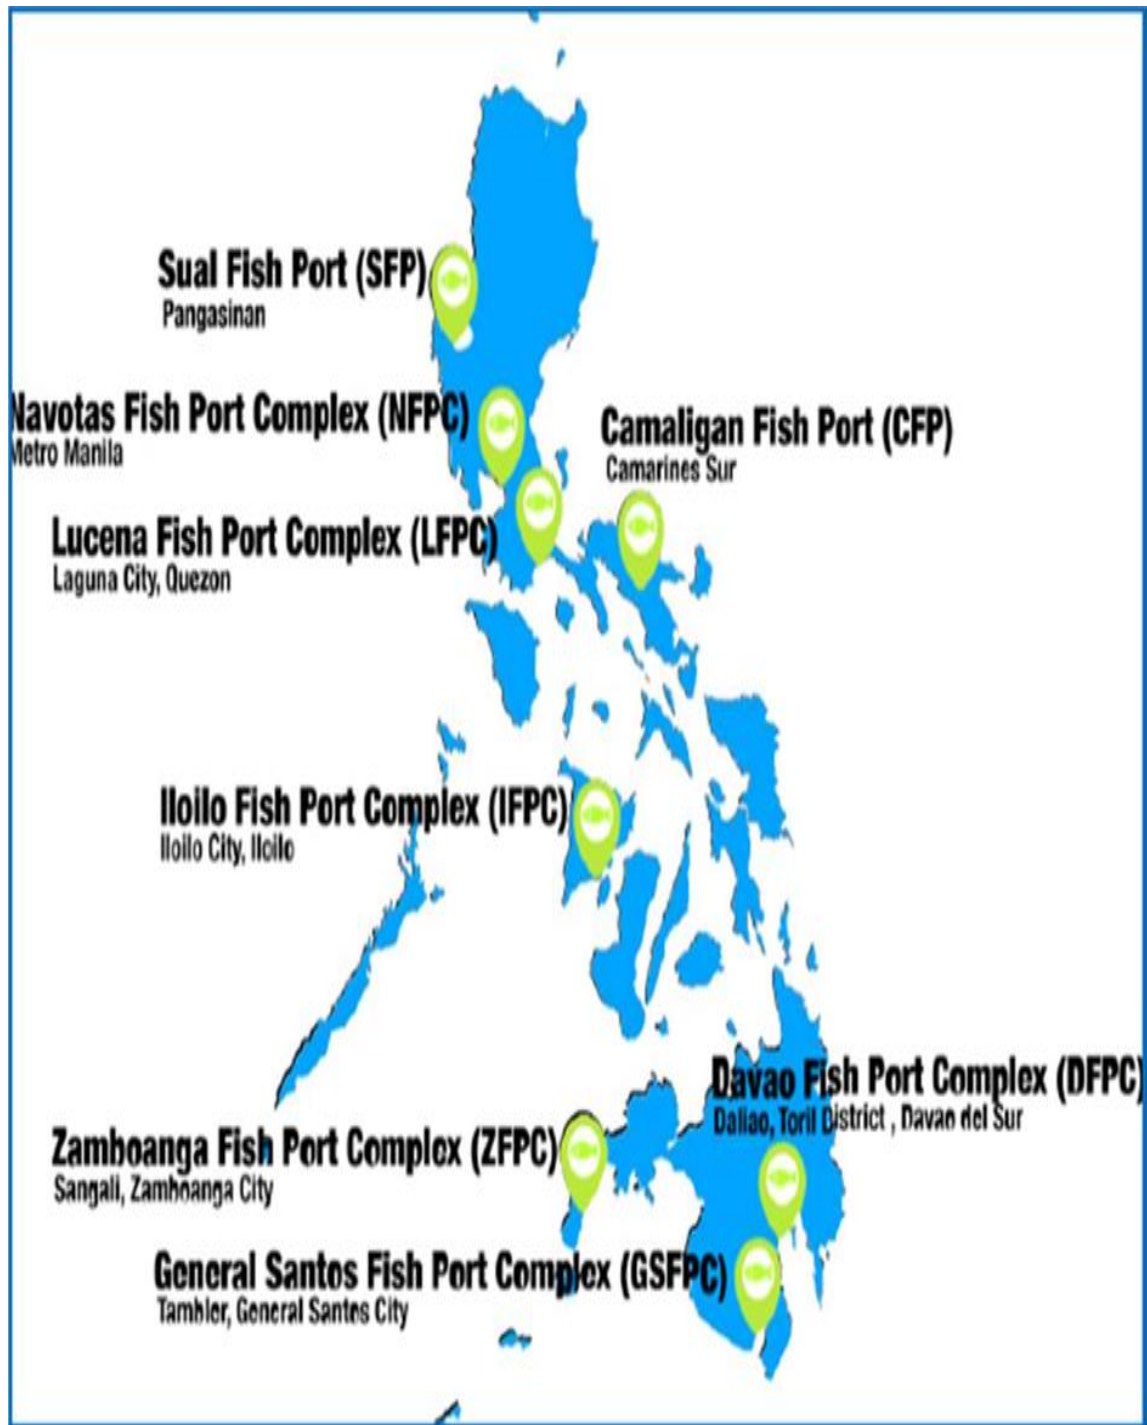 Sual Fish Port (SFP)
Pangasinan
Navotas Fish Port Complex (NFPC)
Metro Manila
Camaligan Fish Port (CFP)
Camarines Sur
Lucena Fish Port Complex (LFPC)
Laguna City, Quezon
Iloilo Fish Port Complex (IFPC)
Iloilo City, Iloilo
Davao Fish Port Complex (DFPC)
Daliao, Toril District , Davao del Sur
Zamboanga Fish Port Complex (ZFPC)
Sangali, Zamboanga City
General Santos Fish Port Complex (GSFPC)
Tambler, General Santos City